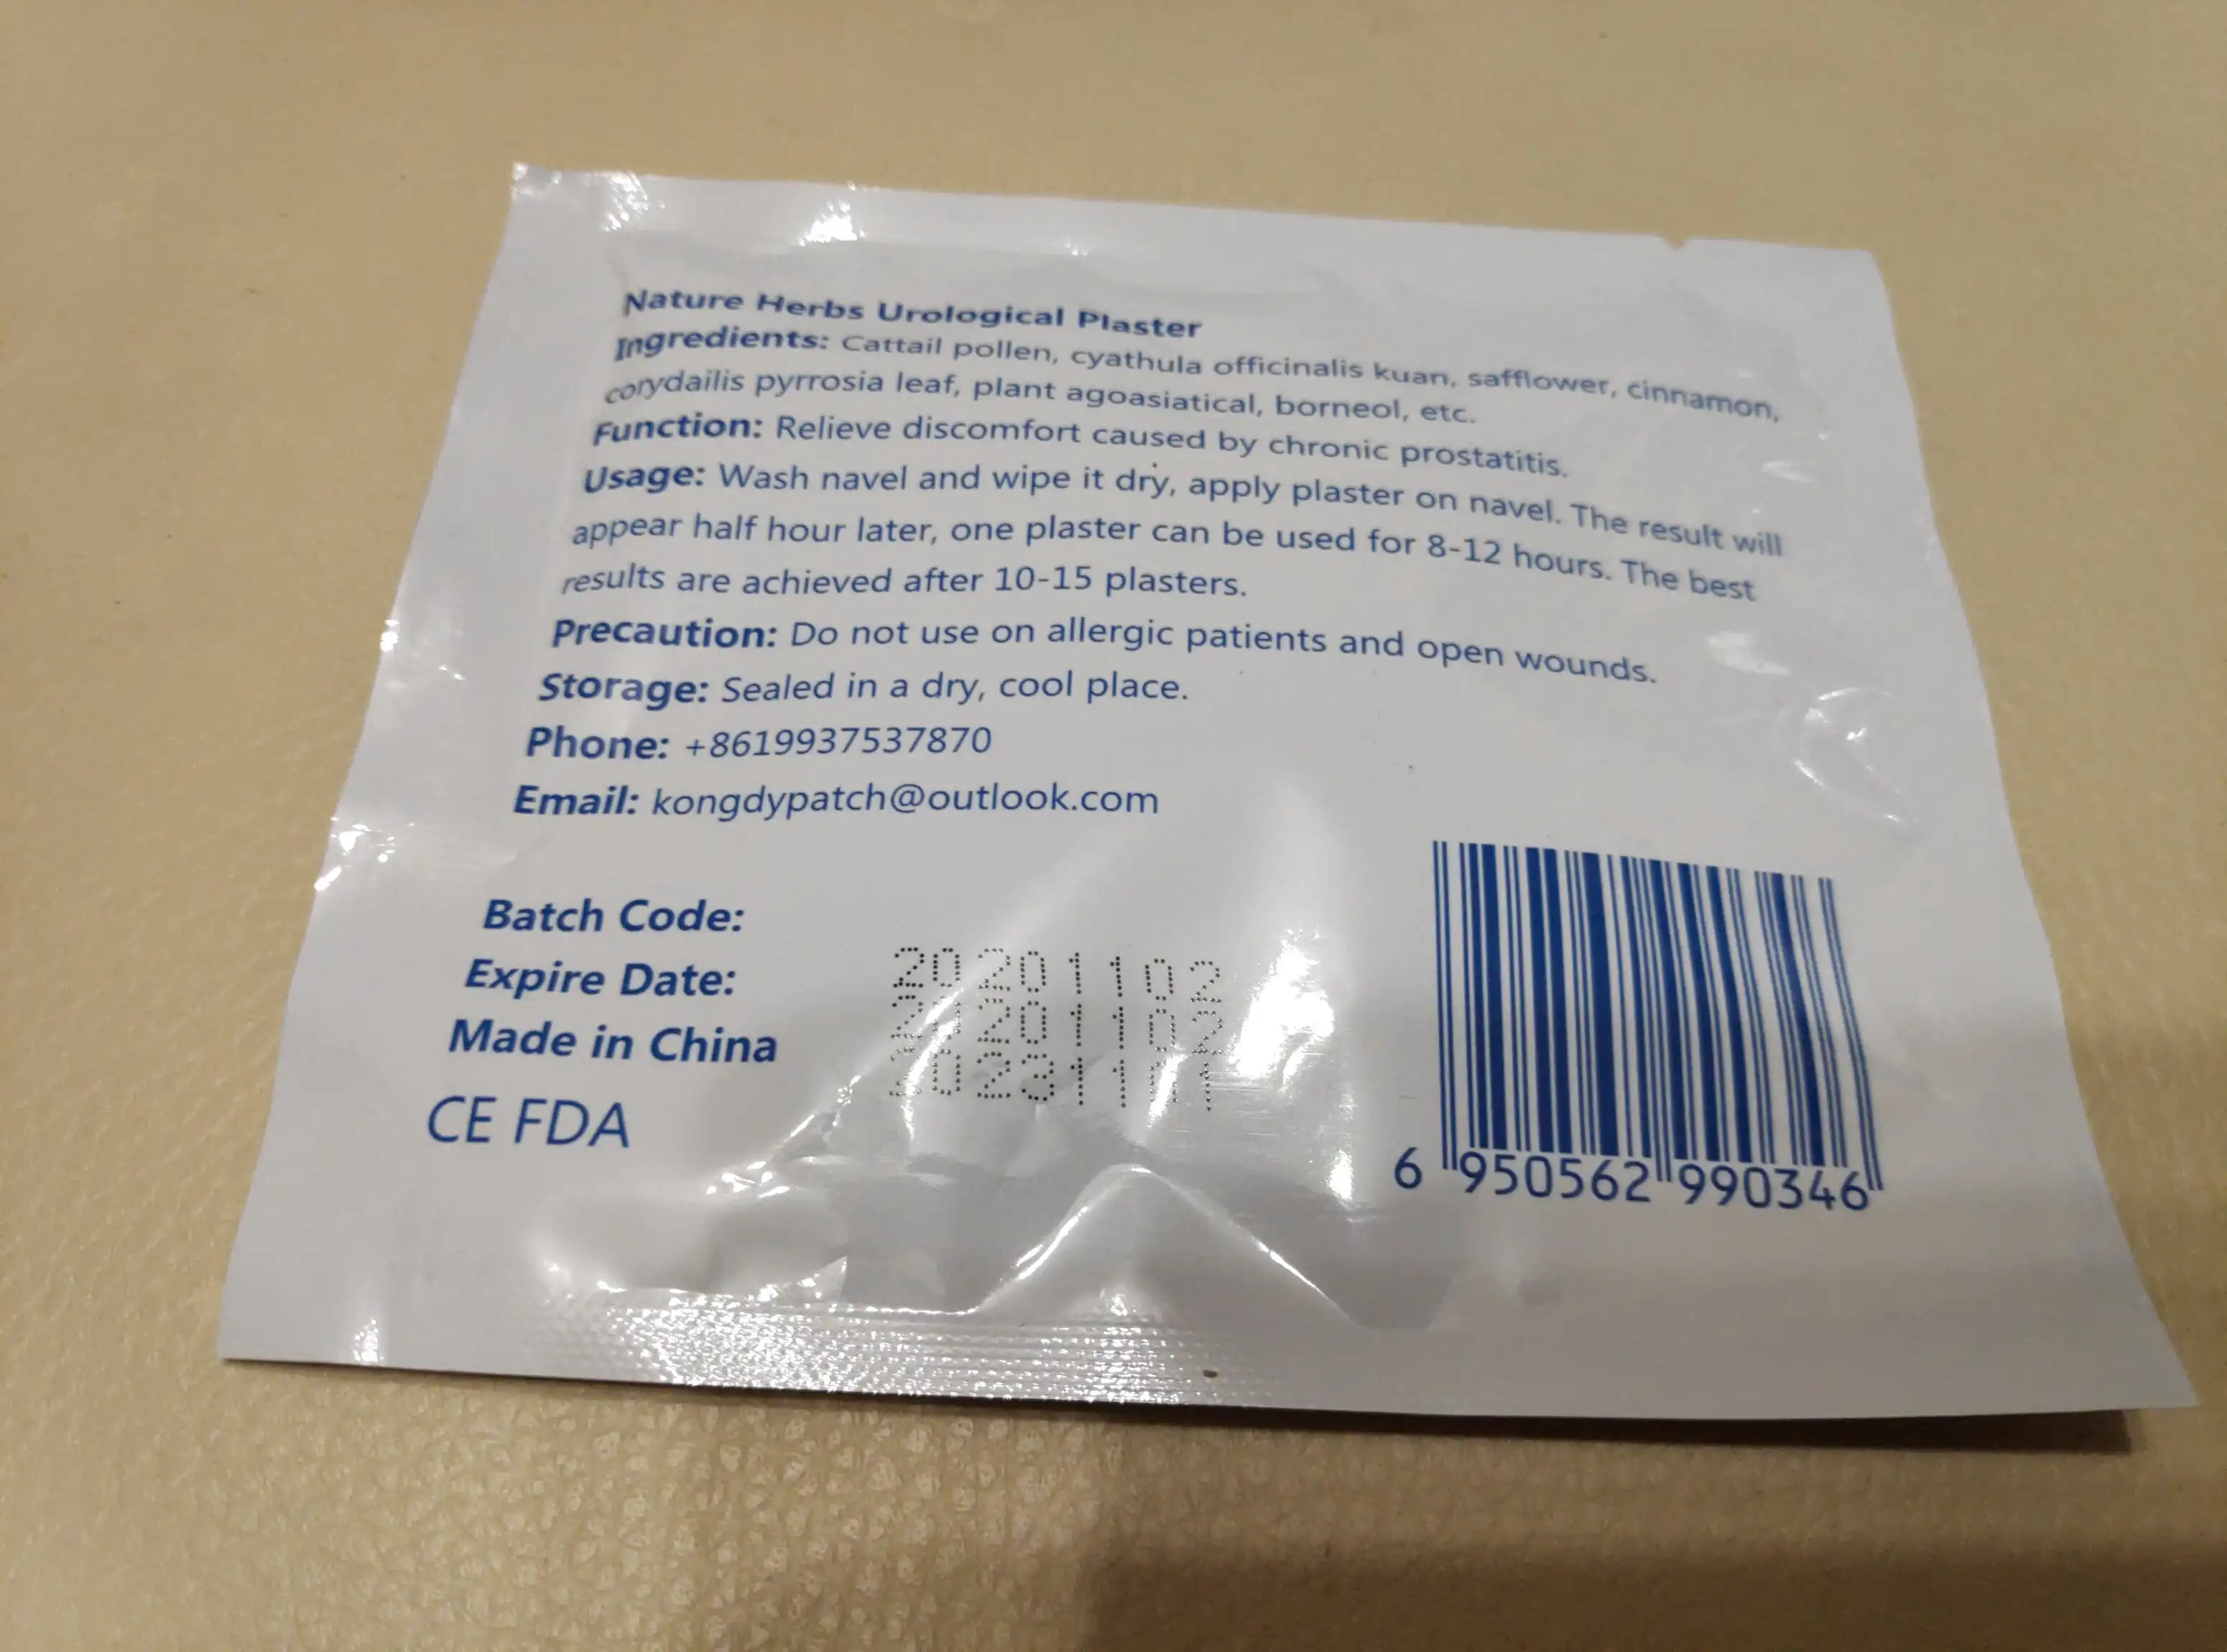 Nature Herbs Urological Plaster
Ingredients: Cattail pollen, cyathula officinalis kuan, safflower, cinnamon,
corydailis pyrrosia leaf, plant agoasiatical, borneol, etc.
Function: Relieve discomfort caused by chronic prostatitis.
Usage: Wash navel and wipe it dry, apply plaster on navel. The result will
appear half hour later, one plaster can be used for 8-12 hours. The best
results are achieved after 10-15 plasters.
Precaution: Do not use on allergic patients and open wounds.
Storage: Sealed in a dry, cool place.
Phone: +8619937537870
Email: kongdypatch@outlook.com
Batch Code:
Expire Date:
Made in China
CE FDA
20201102
20201102
20231101
6 950562 990346